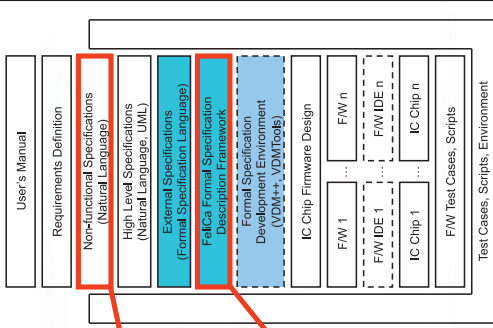 User's Manual
Requirements Definition
Non-functional Specifications
(Natural Language)
High Level Specifications
(Natural Language, UML)
External Specifications
(Formal Specification Language)
FeliCa Formal Specification
Description Framework
Formal Specification
Development Environment
(VDM++, VDMTools)
IC Chip Firmware Design
F/W 1
...
F/W n
F/W IDE 1
...
F/W IDE n
IC Chip 1
...
IC Chip n
F/W Test Cases, Scripts
Test Cases, Scripts, Environment